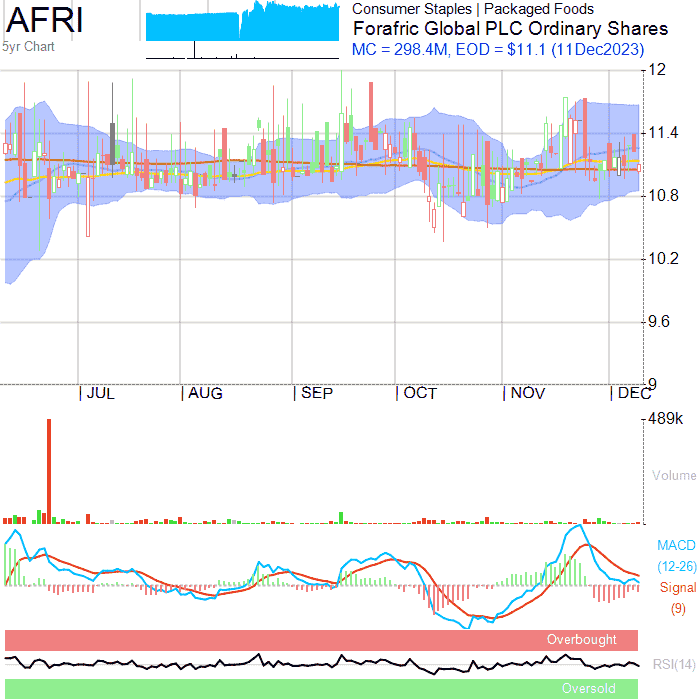 AFRI
5yr Chart
Consumer Staples | Packaged Foods
Forafric Global PLC Ordinary Shares
MC = 298.4M, EOD = $11.1 (11Dec2023)
12
11.4
10.8
10.2
9.6
9
| JUL | AUG | SEP | OCT | NOV | DEC
489k
Volume
MACD
(12-26)
Signal
(9)
Overbought
RSI(14)
Oversold